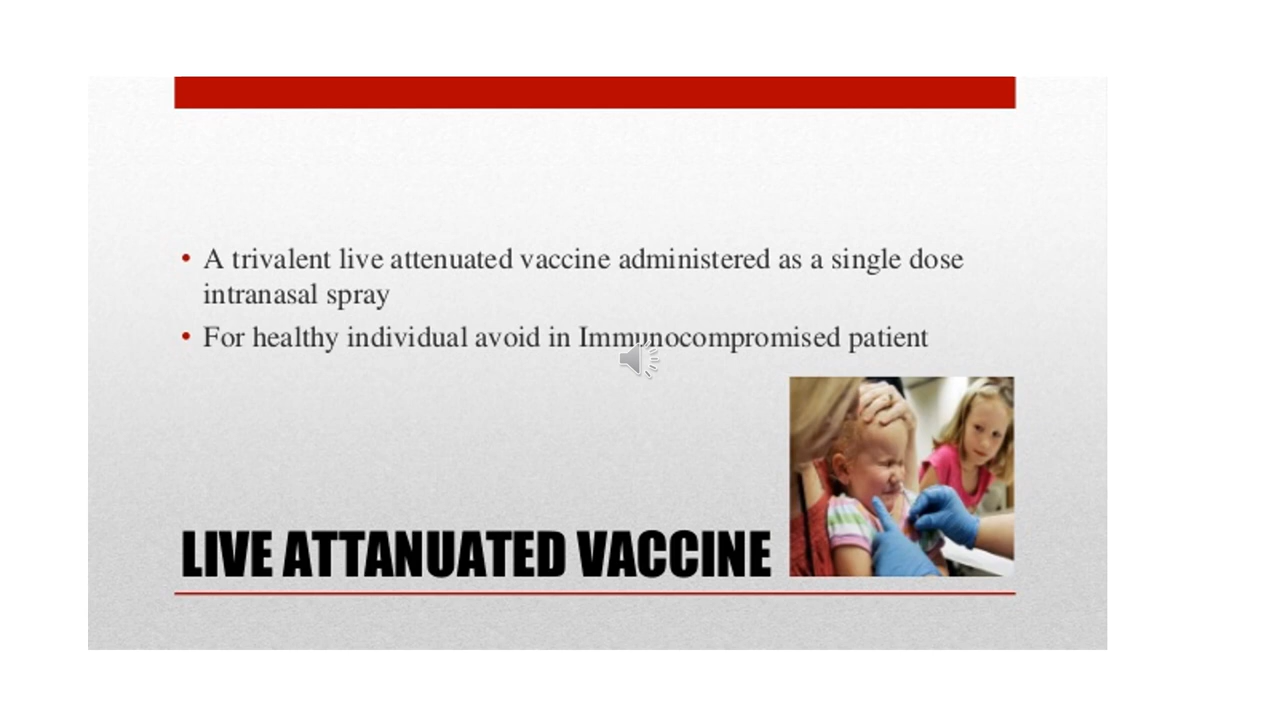 • A trivalent live attenuated vaccine administered as a single dose
intranasal spray
• For healthy individual avoid in Immunocompromised patient
LIVE ATTANUATED VACCINE